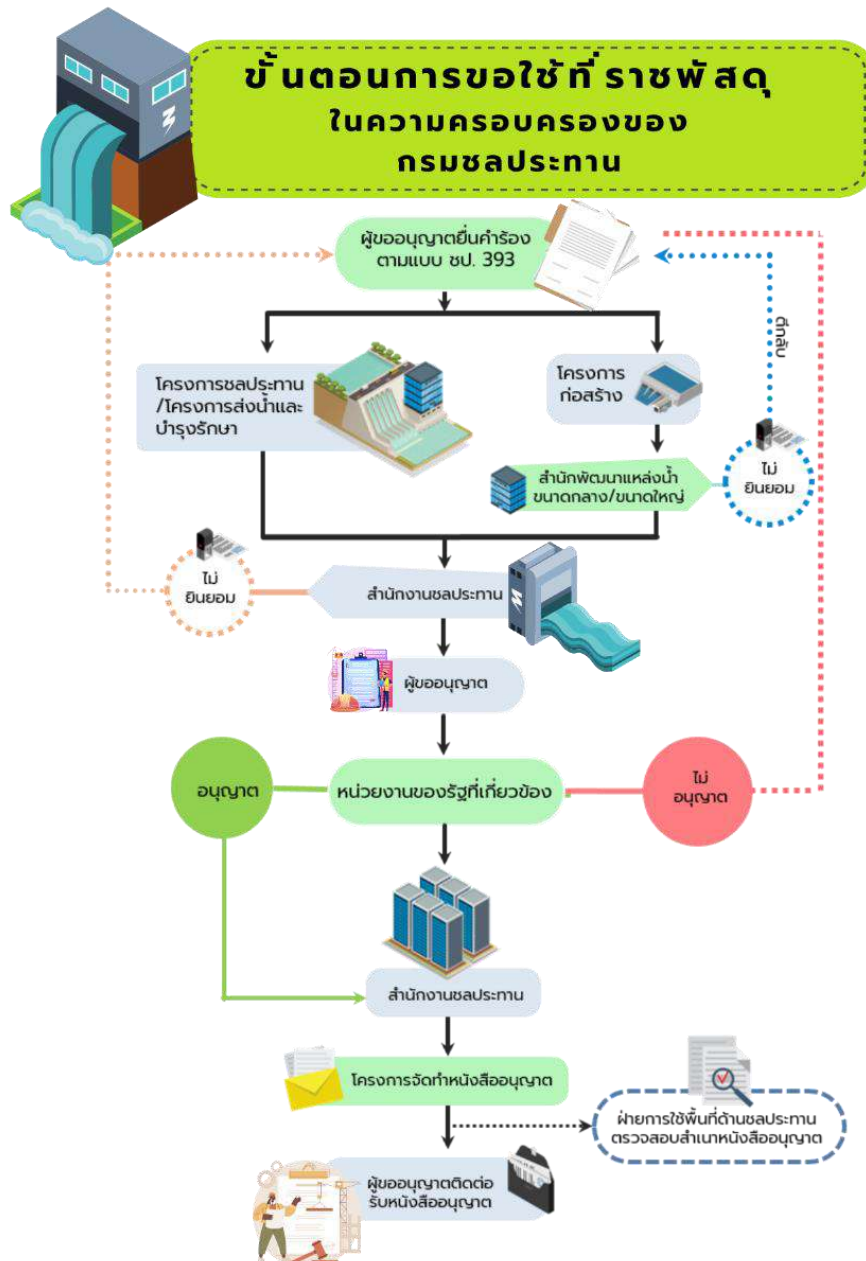 ขั้นตอนการขอใช้ที่ราชพัสดุ
ในความครอบครองของ
กรมชลประทาน
ผู้ขออนุญาตยื่นคำร้อง
ตามแบบ ชป. 393
ตีกลับ
โครงการชลประทาน
/โครงการส่งน้ำและ
บำรุงรักษา
โครงการ
ก่อสร้าง
สำนักพัฒนาแหล่งน้ำ
ขนาดกลาง/ขนาดใหญ่
ไม่
ยินยอม
ไม่
ยินยอม
สำนักงานชลประทาน
ผู้ขออนุญาต
อนุญาต
หน่วยงานของรัฐที่เกี่ยวข้อง
ไม่
อนุญาต
สำนักงานชลประทาน
โครงการจัดทำหนังสืออนุญาต
ฝ่ายการใช้พื้นที่ด้านชลประทาน
ตรวจสอบสำเนาหนังสืออนุญาต
ผู้ขออนุญาตติดต่อ
รับหนังสืออนุญาต